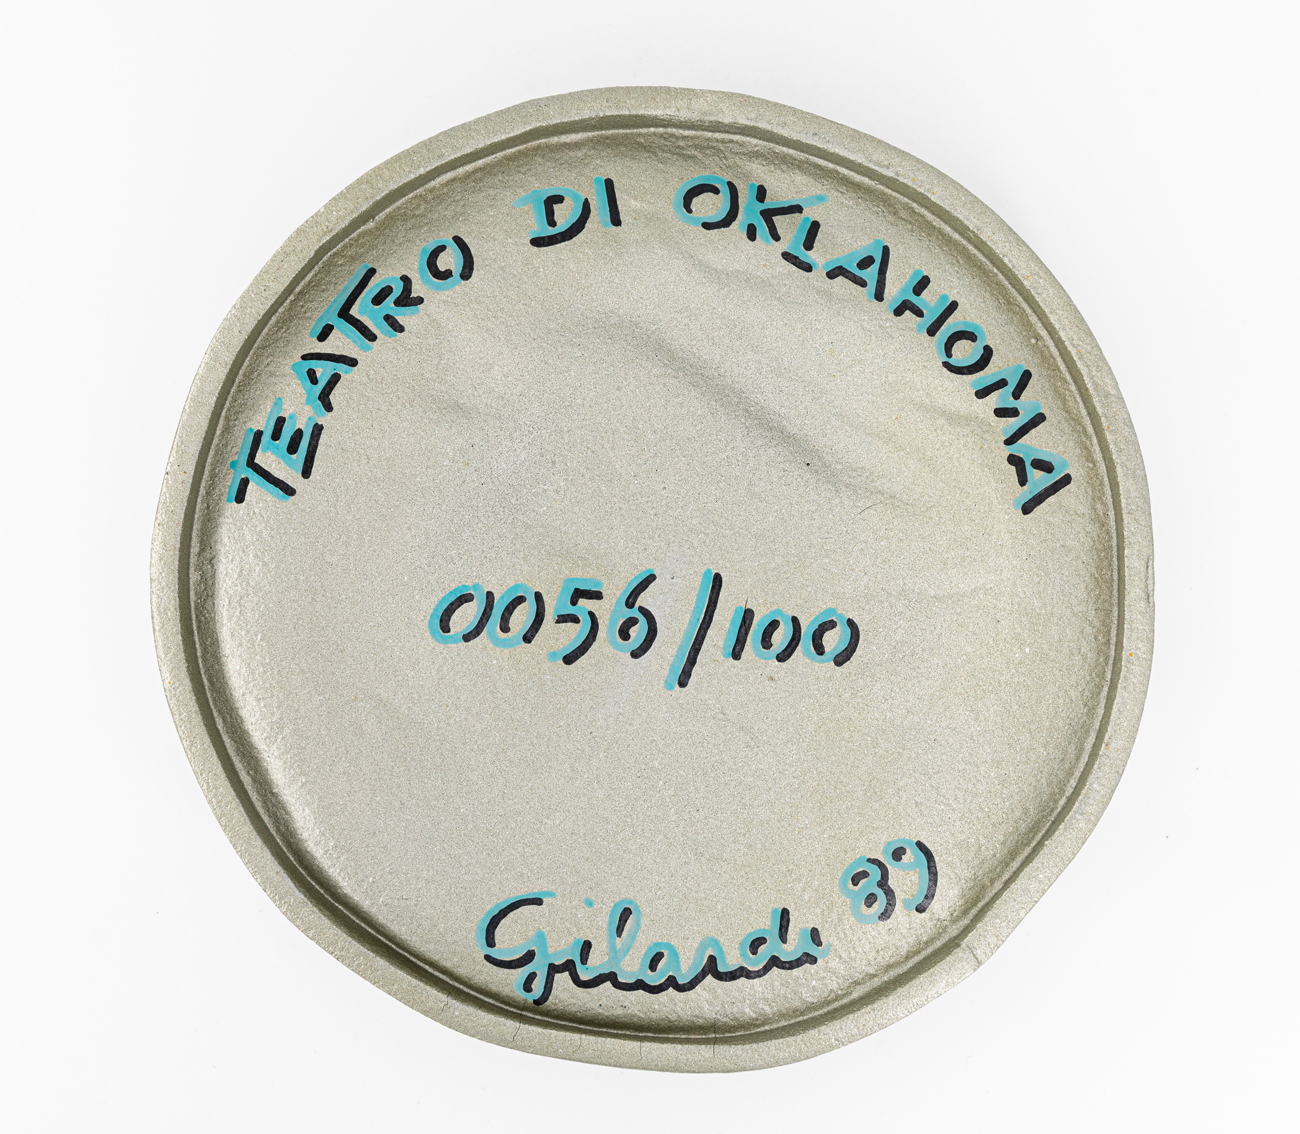 TEATRO DI OKLAHOMA
0056/100
Gilardi 89